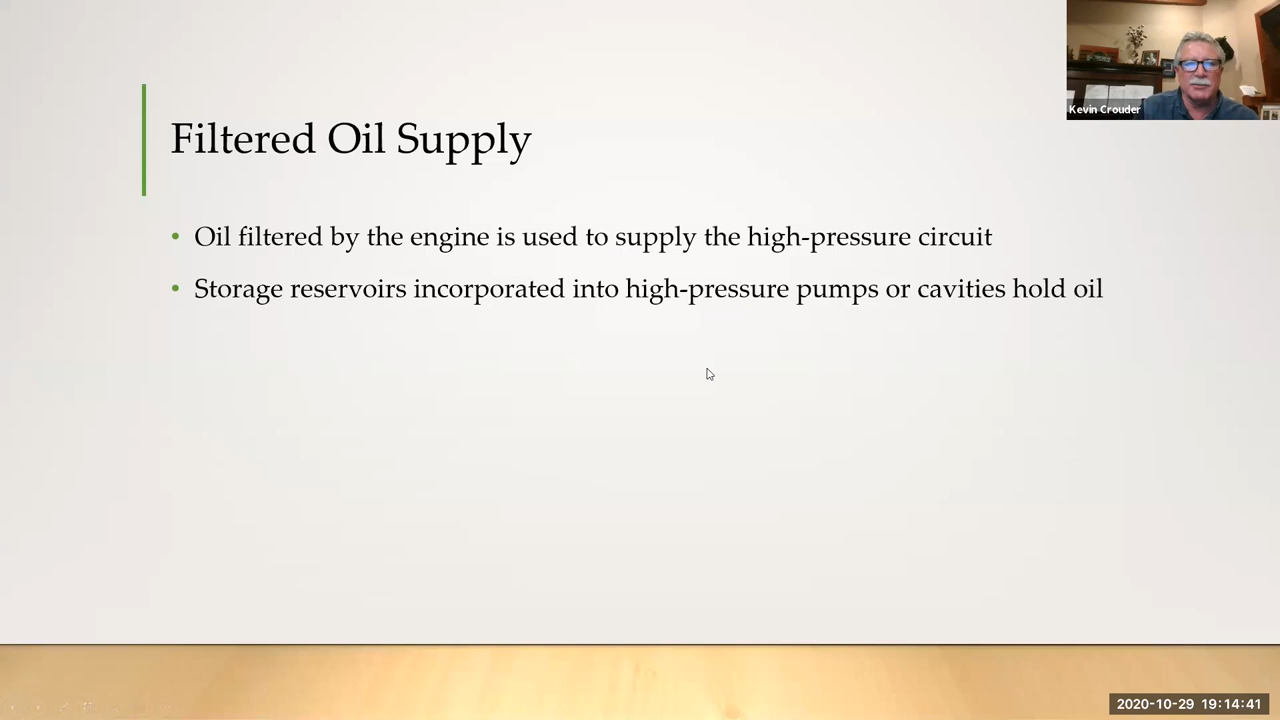 Kevin Crouder
Filtered Oil Supply
• Oil filtered by the engine is used to supply the high-pressure circuit
• Storage reservoirs incorporated into high-pressure pumps or cavities hold oil
2020-10-29 19:14:41